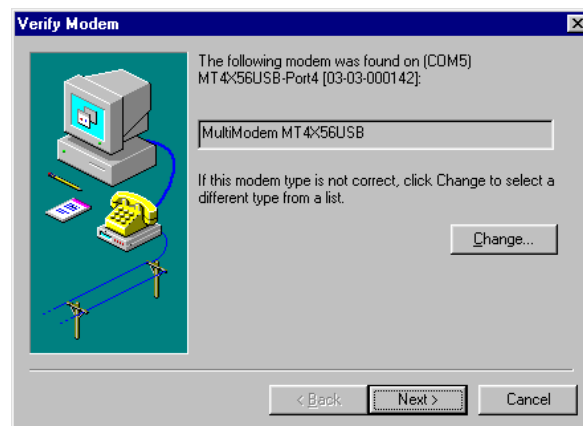 Verify Modem
The following modem was found on (COM5)
MT4X56USB-Port4 [03-03-000142]:
MultiModem MT4X56USB
If this modem type is not correct, click Change to select a
different type from a list.
Change...
< Back
Next >
Cancel